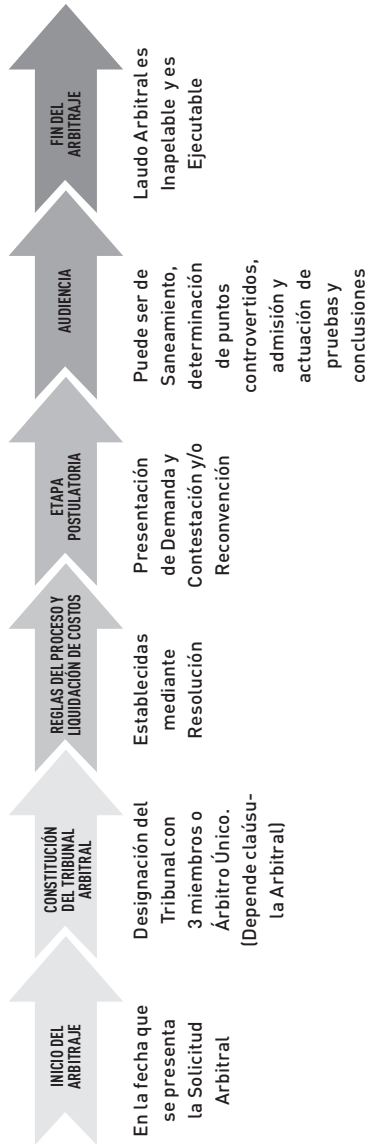 INICIO DEL
ARBITRAJE
En la fecha que
se presenta
la Solicitud
Arbitral
CONSTITUCIÓN
DEL TRIBUNAL
ARBITRAL
Designación del
Tribunal con
3 miembros o
Árbitro Único.
(Depende claúsu-
la Arbitral)
REGLAS DEL PROCESO Y
LIQUIDACIÓN DE COSTOS
Establecidas
mediante
Resolución
ETAPA
POSTULATORIA
Presentación
de Demanda y
Contestación y/o
Reconvención
AUDIENCIA
Puede ser de
Saneamiento,
determinación
de puntos
controvertidos,
admisión y
actuación de
pruebas y
conclusiones
FIN DEL
ARBITRAJE
Laudo Arbitral es
Inapelable y es
Ejecutable